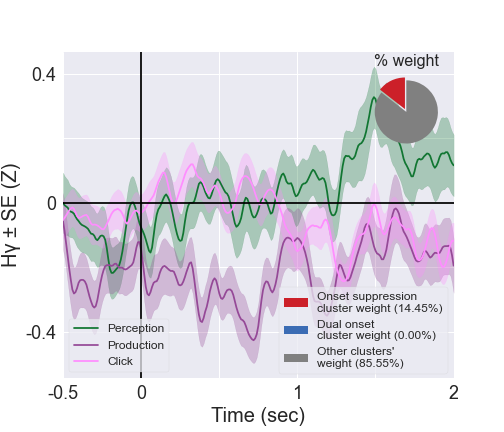 % weight
0.4
0
-0.4
Hγ ± SE (Z)
Perception
Production
Click
Onset suppression
cluster weight (14.45%)
Dual onset
cluster weight (0.00%)
Other clusters'
weight (85.55%)
-0.5
0
1
2
Time (sec)